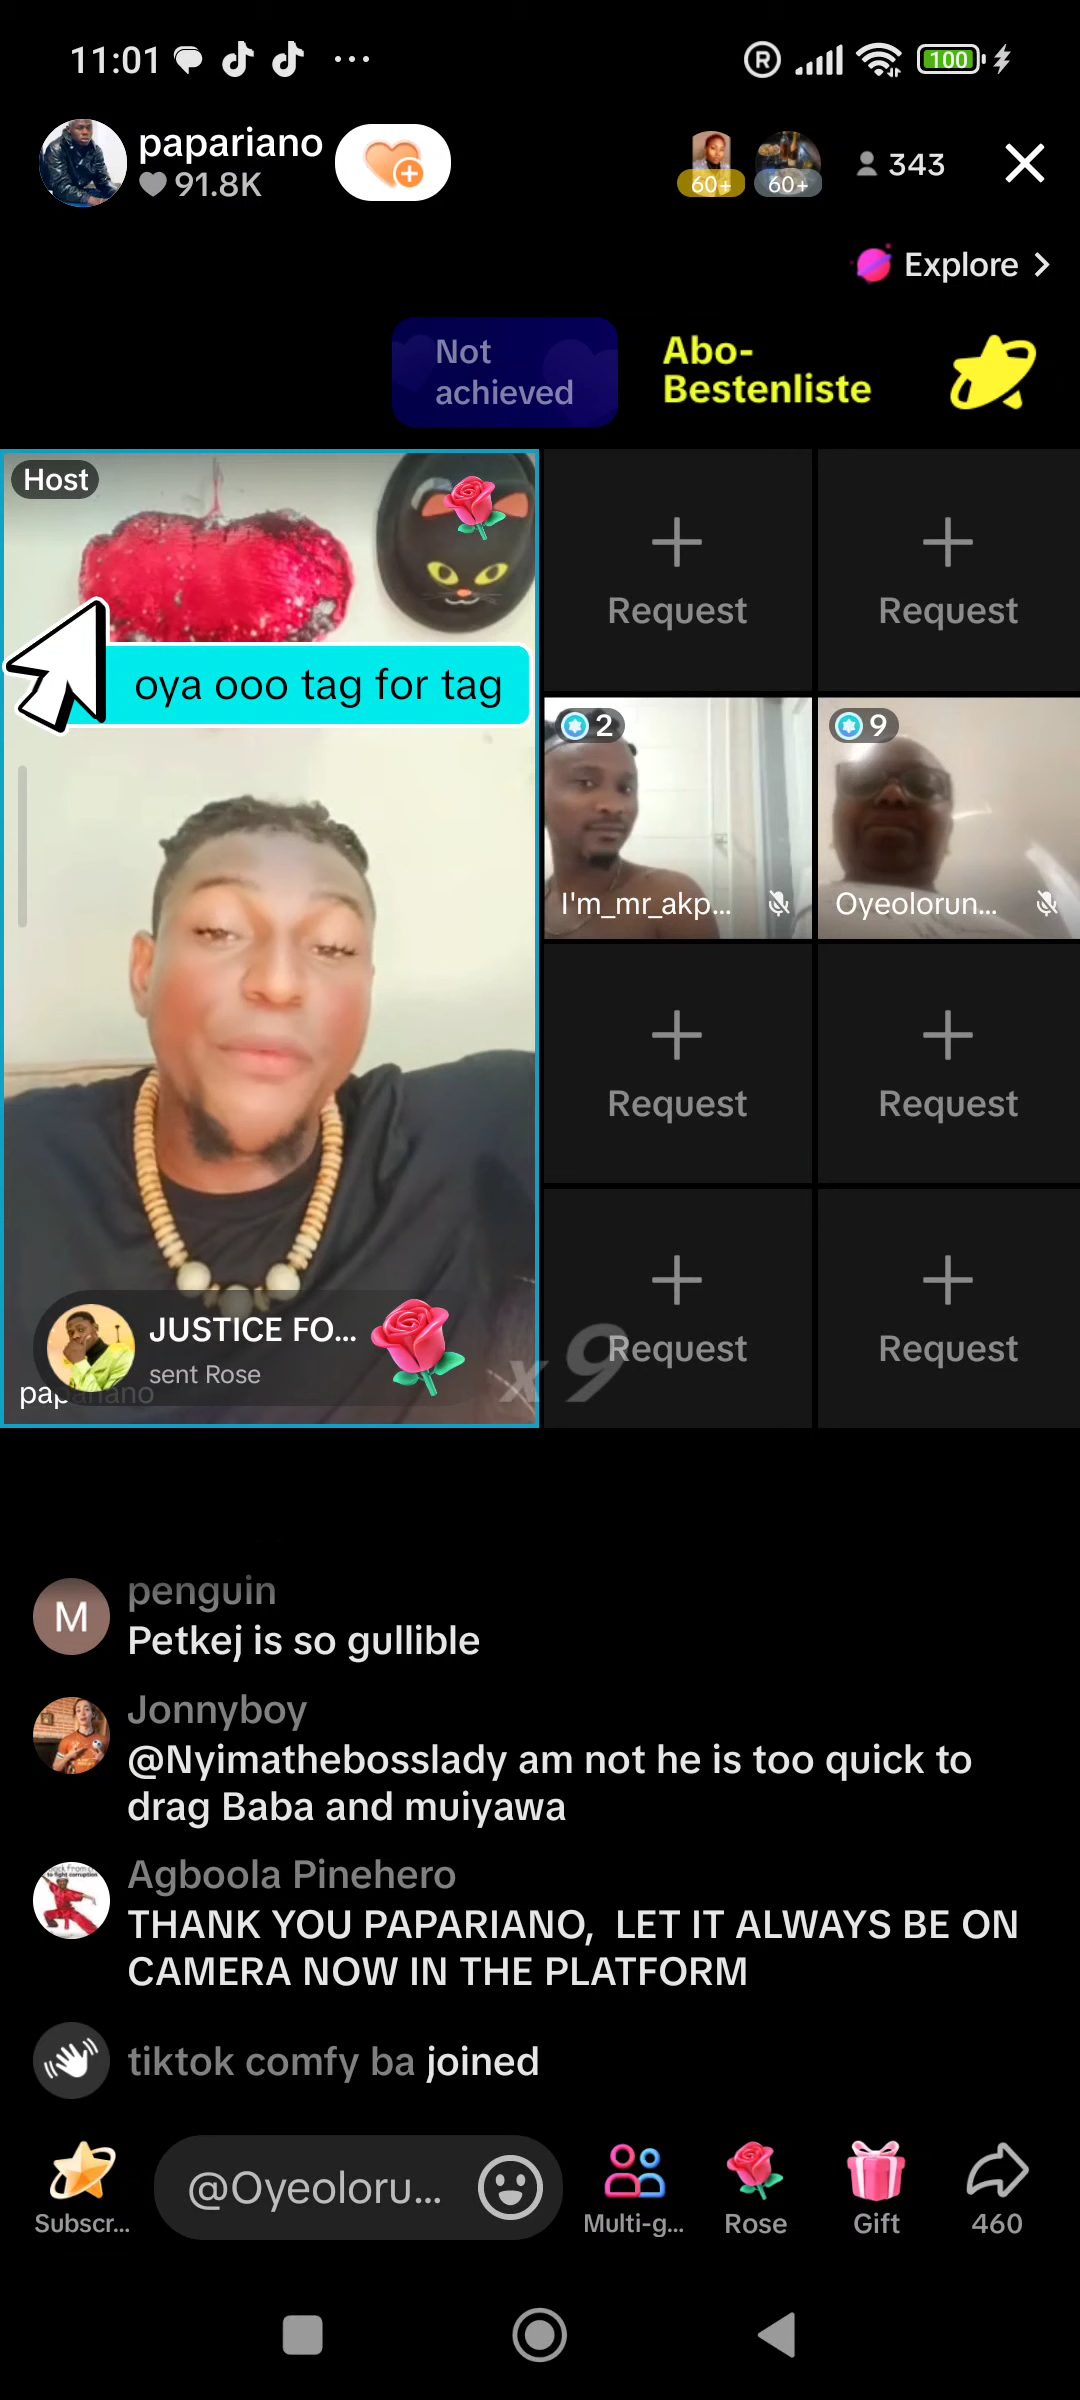 11:01
R
100
papariano
91.8K
60+
60+
343
Explore
Not
achieved
Abo-
Bestenliste
Host
Request
Request
oya ooo tag for tag
2
9
I'm_mr_akp...
Oyeolorun...
Request
Request
JUSTICE FO...
sent Rose
x9
Request
Request
papariano
penguin
M
Petkej is so gullible
Jonnyboy
@Nyimathebosslady am not he is too quick to
drag Baba and muiyawa
Agboola Pinehero
THANK YOU PAPARIANO, LET IT ALWAYS BE ON
CAMERA NOW IN THE PLATFORM
tiktok comfy ba joined
@Oyeoloru...
Subscr...
Multi-g...
Rose
Gift
460